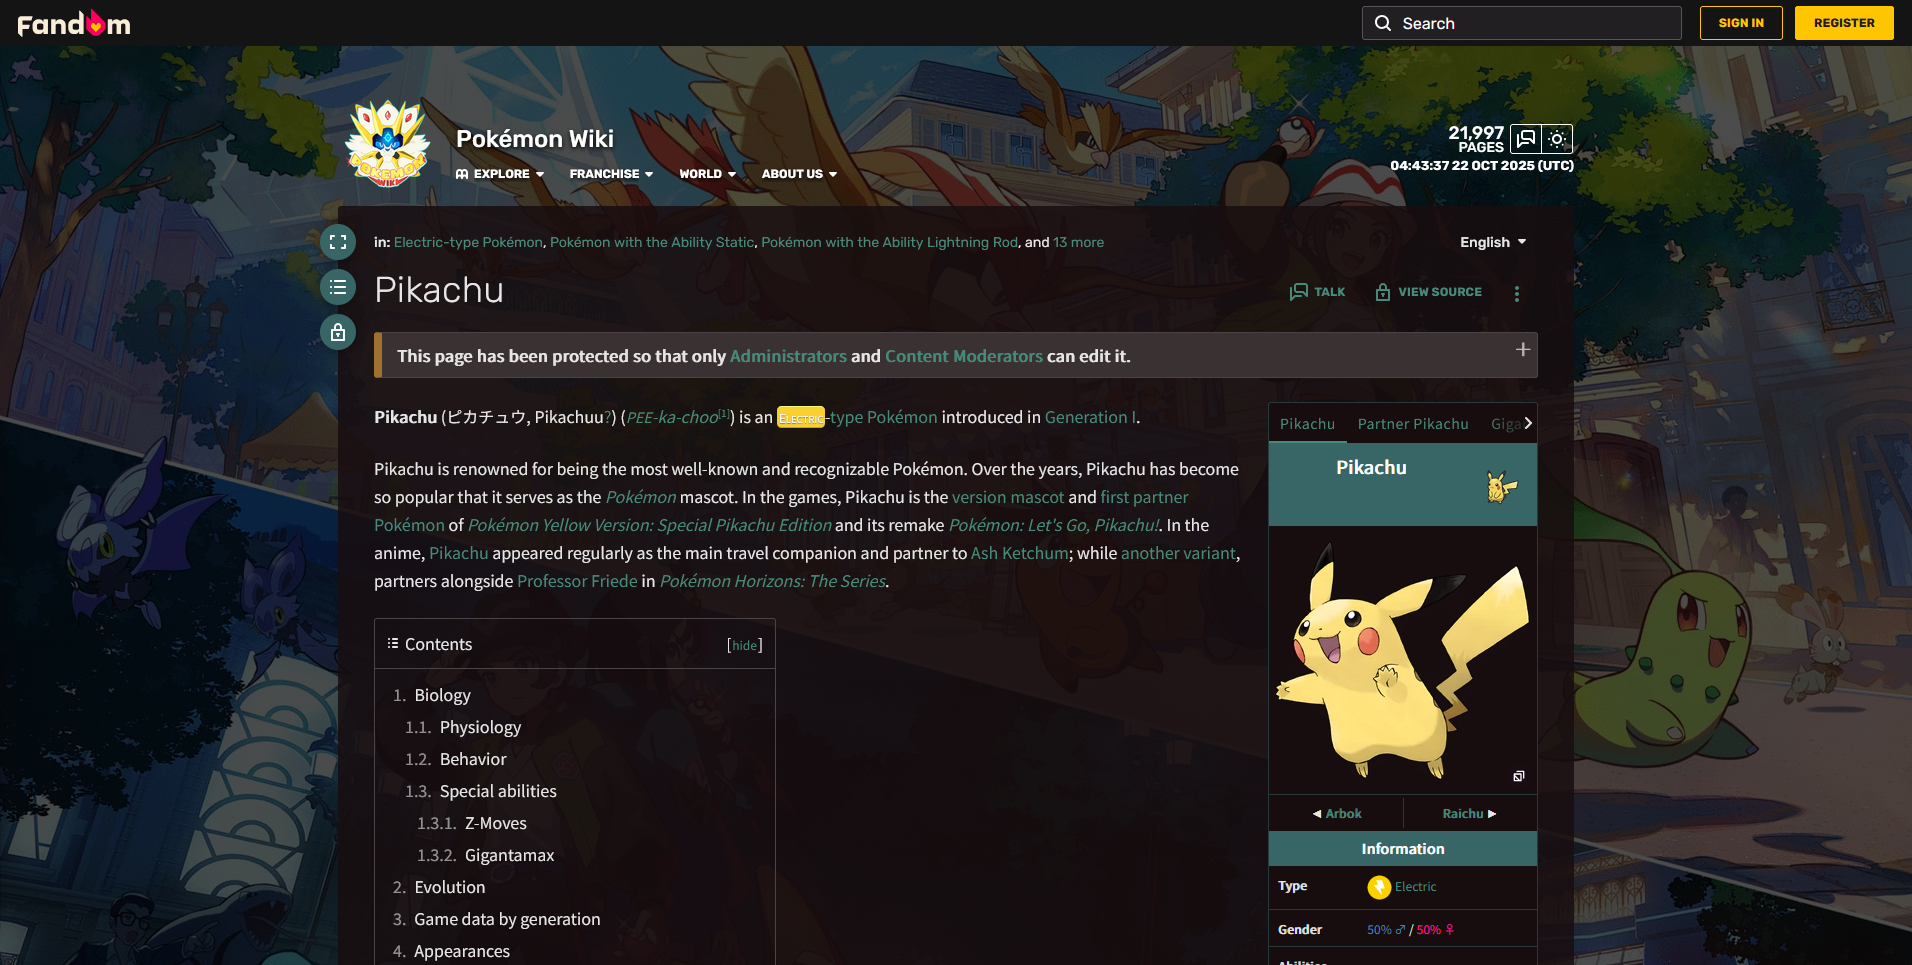 Fandom
Search
SIGN IN
REGISTER
POKÉMON
WIKI
Pokémon Wiki
EXPLORE
FRANCHISE
WORLD
ABOUT US
21,997
PAGES
04:43:37 22 OCT 2025 (UTC)
in: Electric-type Pokémon, Pokémon with the Ability Static, Pokémon with the Ability Lightning Rod, and 13 more
English
Pikachu
TALK
VIEW SOURCE
This page has been protected so that only Administrators and Content Moderators can edit it.
Pikachu (ピカチュウ, Pikachuu?) (PEE-ka-choo[1]) is an Electric-type Pokémon introduced in Generation I.
Pikachu is renowned for being the most well-known and recognizable Pokémon. Over the years, Pikachu has become
so popular that it serves as the Pokémon mascot. In the games, Pikachu is the version mascot and first partner
Pokémon of Pokémon Yellow Version: Special Pikachu Edition and its remake Pokémon: Let's Go, Pikachu!. In the
anime, Pikachu appeared regularly as the main travel companion and partner to Ash Ketchum; while another variant,
partners alongside Professor Friede in Pokémon Horizons: The Series.
Contents
[hide]
1. Biology
1.1. Physiology
1.2. Behavior
1.3. Special abilities
1.3.1. Z-Moves
1.3.2. Gigantamax
2. Evolution
3. Game data by generation
4. Appearances
Pikachu
Partner Pikachu
Giga
Pikachu
Arbok
Raichu
Information
Type
Electric
Gender
50% ♂ / 50% ♀
Abilities